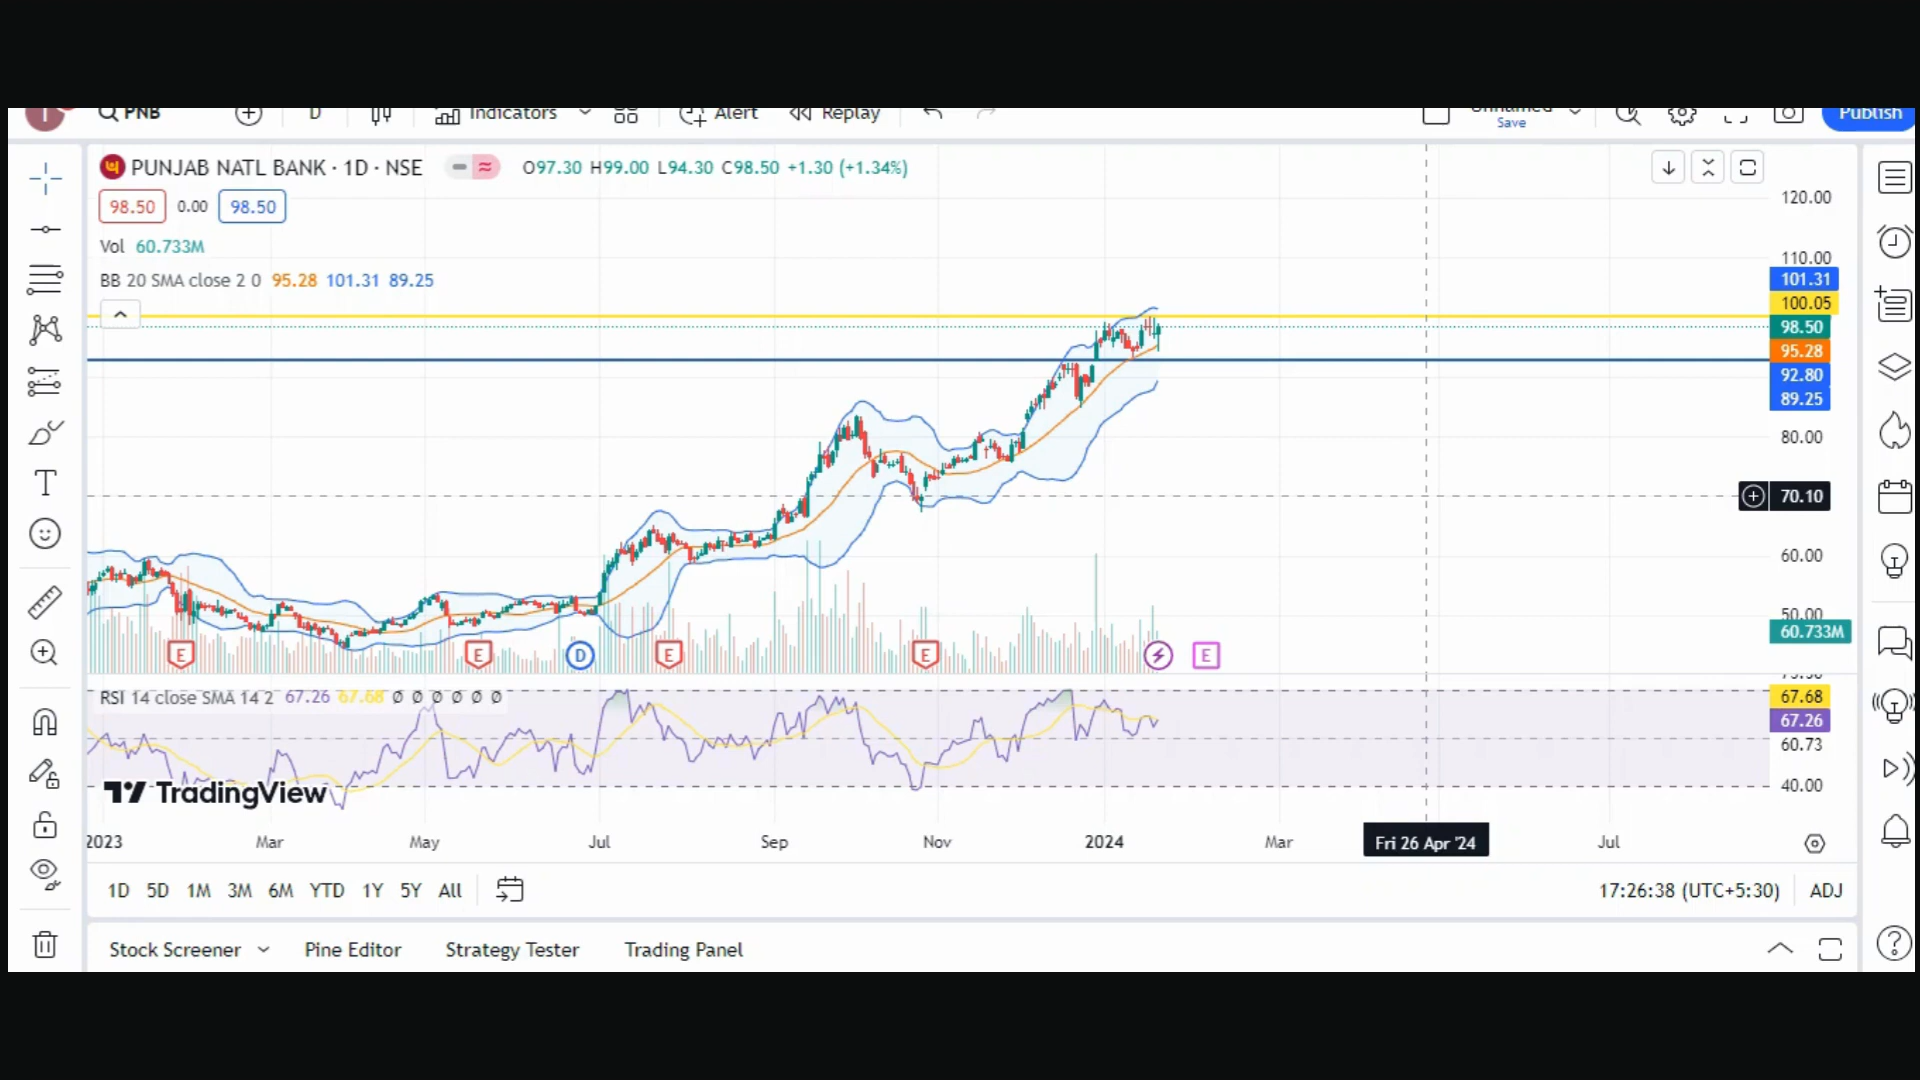 PNB D Indicators Alert Replay Unnamed Publish
Save
PUNJAB NATL BANK · 1D · NSE O97.30 H99.00 L94.30 C98.50 +1.30 (+1.34%)
98.50 0.00 98.50
Vol 60.733M
BB 20 SMA close 2 0 95.28 101.31 89.25
120.00
110.00
101.31
100.05
98.50
95.28
92.80
89.25
80.00
70.10
60.00
50.00
60.733M
E E D E E E
RSI 14 close SMA 14 2 67.26 67.68 Ø Ø Ø Ø Ø Ø
67.68
67.26
60.73
40.00
TradingView
2023 Mar May Jul Sep Nov 2024 Mar Fri 26 Apr '24 Jul
1D 5D 1M 3M 6M YTD 1Y 5Y All 17:26:38 (UTC+5:30) ADJ
Stock Screener Pine Editor Strategy Tester Trading Panel